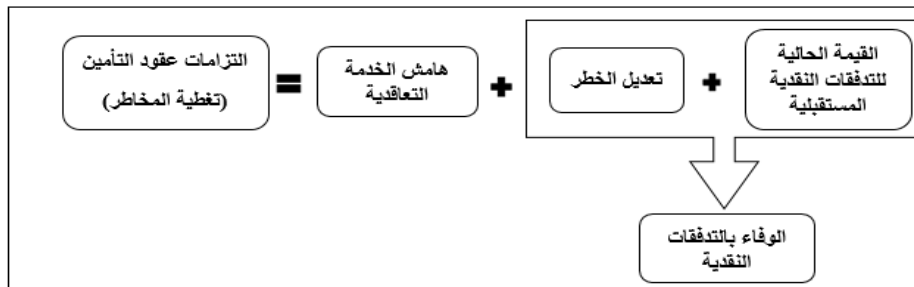 القيمة الحالية
للتدفقات النقدية
المستقبلية
+
تعديل الخطر
+
هامش الخدمة
التعاقدية
=
التزامات عقود التأمين
(تغطية المخاطر)
الوفاء بالتدفقات
النقدية